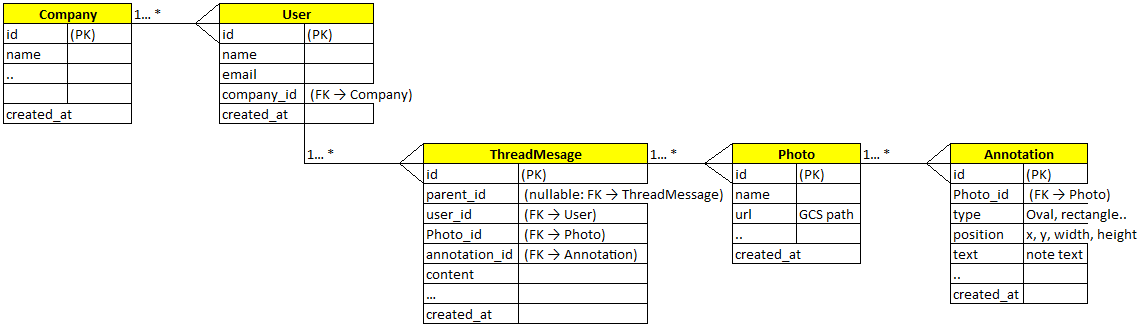 Company
1... *
User
id (PK)
name
..
created_at
id (PK)
name
email
company_id (FK → Company)
created_at
1... *
ThreadMesage
1... *
Photo
1... *
Annotation
id (PK)
parent_id (nullable: FK → ThreadMessage)
user_id (FK → User)
Photo_id (FK → Photo)
annotation_id (FK → Annotation)
content
...
created_at
id (PK)
name
url GCS path
..
created_at
id (PK)
Photo_id (FK → Photo)
type Oval, rectangle..
position x, y, width, height
text note text
..
created_at